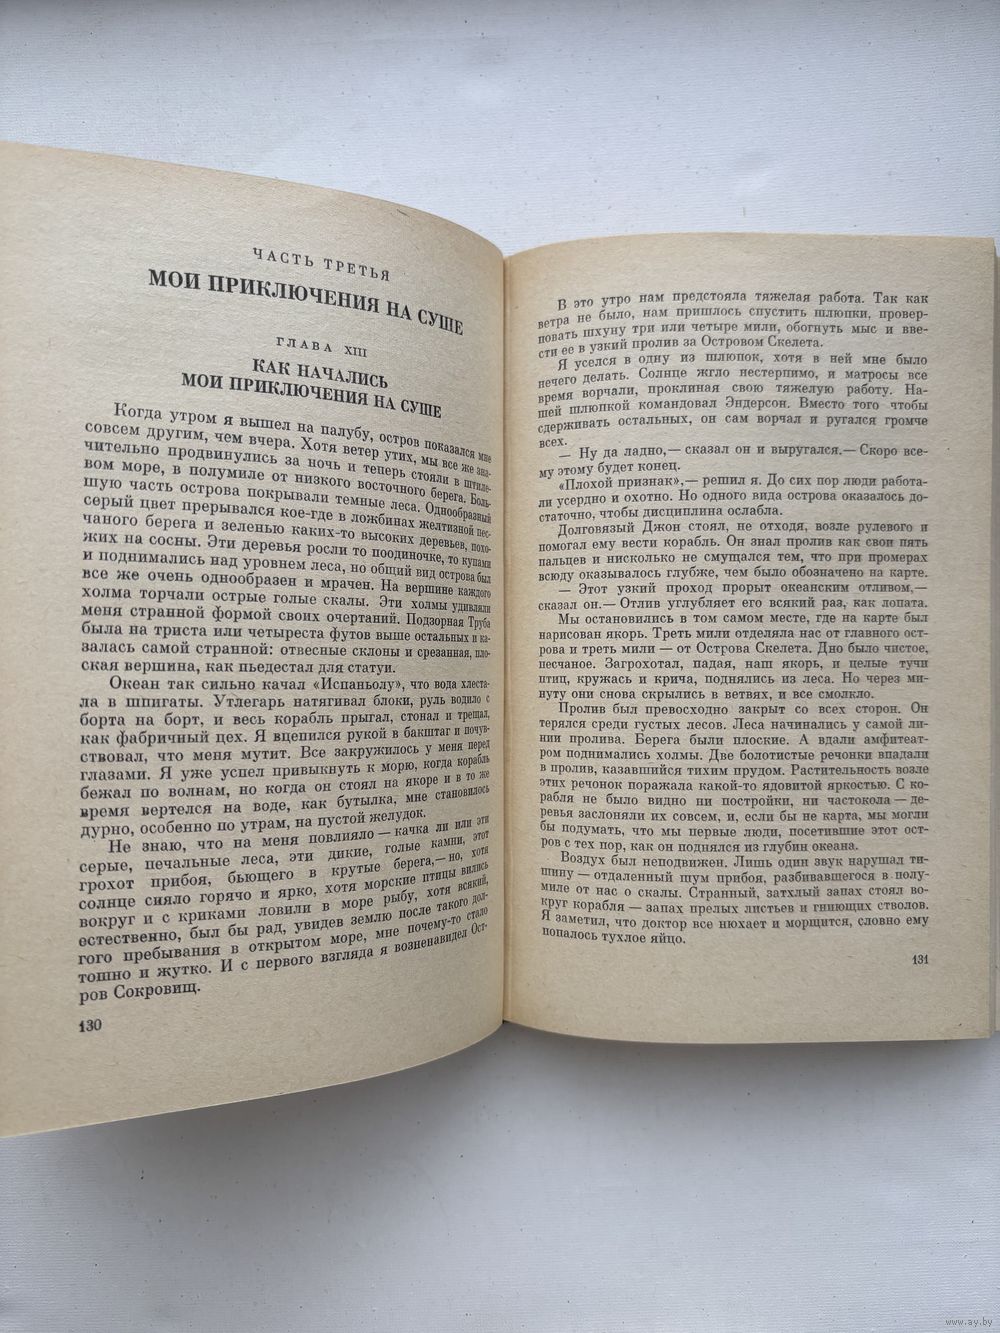 ЧАСТЬ ТРЕТЬЯ
МОИ ПРИКЛЮЧЕНИЯ НА СУШЕ
ГЛАВА XIII
КАК НАЧАЛИСЬ
МОИ ПРИКЛЮЧЕНИЯ НА СУШЕ
Когда утром я вышел на палубу, остров показался мне
совсем другим, чем вчера. Хотя ветер утих, мы все же зна-
чительно продвинулись за ночь и теперь стояли в штиле-
вом море, в полумиле от низкого восточного берега. Боль-
шую часть острова покрывали темные леса. Однообразный
серый цвет прерывался кое-где в ложбинах желтизной пес-
чаного берега и зеленью каких-то высоких деревьев, похо-
жих на сосны. Эти деревья росли то поодиночке, то купами
и поднимались над уровнем леса, но общий вид острова был
все же очень однообразен и мрачен. На вершине каждого
холма торчали острые голые скалы. Эти холмы удивляли
меня странной формой своих очертаний. Подзорная Труба
была на триста или четыреста футов выше остальных и ка-
залась самой странной: отвесные склоны и срезанная, пло-
ская вершина, как пьедестал для статуи.
Океан так сильно качал «Испаньолу», что вода хлеста-
ла в шпигаты. Утлегарь натягивал блоки, руль водило с
борта на борт, и весь корабль прыгал, стонал и трещал,
как фабричный цех. Я вцепился рукой в бакштаг и почув-
ствовал, что меня мутит. Все закружилось у меня перед
глазами. Я уже успел привыкнуть к морю, когда корабль
бежал по волнам, но когда он стоял на якоре и в то же
время вертелся на воде, как бутылка, мне становилось
дурно, особенно по утрам, на пустой желудок.
Не знаю, что на меня повлияло — качка ли или эти
серые, печальные леса, эти дикие, голые камни, этот
грохот прибоя, бьющего в крутые берега,— но, хотя
солнце сияло горячо и ярко, хотя морские птицы вились
вокруг и с криками ловили в море рыбу, хотя всякий,
естественно, был бы рад, увидев землю после такого дол-
гого пребывания в открытом море, мне почему-то стало
тошно и жутко. И с первого взгляда я возненавидел Ост-
ров Сокровищ.
130
В это утро нам предстояла тяжелая работа. Так как
ветра не было, нам пришлось спустить шлюпки, провер-
повать шхуну три или четыре мили, обогнуть мыс и вве-
сти ее в узкий пролив за Островом Скелета.
Я уселся в одну из шлюпок, хотя в ней мне было
нечего делать. Солнце жгло нестерпимо, и матросы все
время ворчали, проклиная свою тяжелую работу. На-
шей шлюпкой командовал Эндерсон. Вместо того чтобы
сдерживать остальных, он сам ворчал и ругался громче
всех.
— Ну да ладно,— сказал он и выругался.— Скоро все-
му этому будет конец.
«Плохой признак»,— решил я. До сих пор люди работа-
ли усердно и охотно. Но одного вида острова оказалось до-
статочно, чтобы дисциплина ослабла.
Долговязый Джон стоял, не отходя, возле рулевого и
помогал ему вести корабль. Он знал пролив как свои пять
пальцев и нисколько не смущался тем, что при промерах
всюду оказывалось глубже, чем было обозначено на карте.
— Этот узкий проход прорыт океанским отливом,—
сказал он.— Отлив углубляет его всякий раз, как лопата.
Мы остановились в том самом месте, где на карте был
нарисован якорь. Треть мили отделяла нас от главного ост-
рова и треть мили — от Острова Скелета. Дно было чистое,
песчаное. Загрохотал, падая, наш якорь, и целые тучи
птиц, кружась и крича, поднялись из леса. Но через ми-
нуту они снова скрылись в ветвях, и все смолкло.
Пролив был превосходно закрыт со всех сторон. Он
терялся среди густых лесов. Леса начинались у самой ли-
нии пролива. Берега были плоские. А вдали амфитеат-
ром поднимались холмы. Две болотистые речонки впадали
в пролив, казавшийся тихим прудом. Растительность возле
этих речонок поражала какой-то ядовитой яркостью. С ко-
рабля не было видно ни постройки, ни частокола — де-
ревья заслоняли их совсем, и, если бы не карта, мы могли
бы подумать, что мы первые люди, посетившие этот ост-
ров с тех пор, как он поднялся из глубин океана.
Воздух был неподвижен. Лишь один звук нарушал ти-
шину — отдаленный шум прибоя, разбивавшегося в полу-
миле от нас о скалы. Странный, затхлый запах стоял во-
круг корабля — запах прелых листьев и гниющих стволов.
Я заметил, что доктор все нюхает и морщится, словно ему
попалось тухлое яйцо.
131
www.ay.by